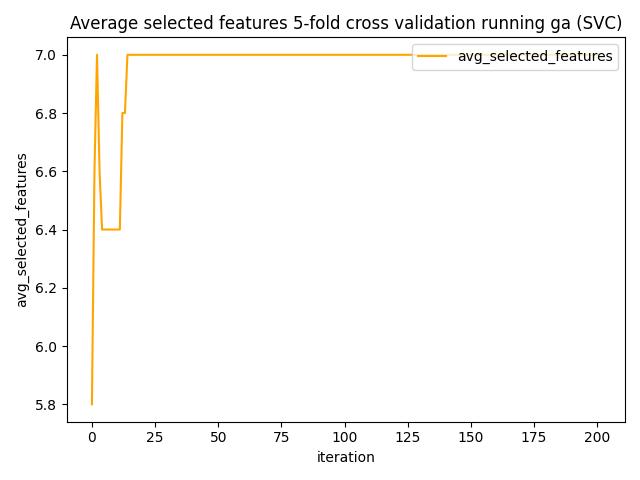 Average selected features 5-fold cross validation running ga (SVC)
avg_selected_features
7.0
6.8
6.6
6.4
6.2
6.0
5.8
avg_selected_features
0 25 50 75 100 125 150 175 200
iteration